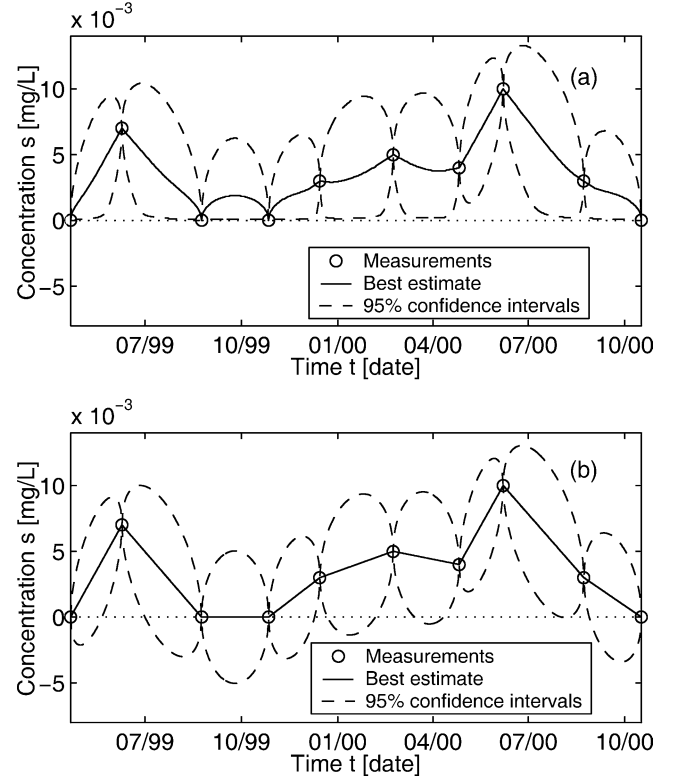 x 10⁻³
(a)
10
5
0
−5
Concentration s [mg/L]
Measurements
Best estimate
95% confidence intervals
07/99 10/99 01/00 04/00 07/00 10/00
Time t [date]
x 10⁻³
(b)
10
5
0
−5
Concentration s [mg/L]
Measurements
Best estimate
95% confidence intervals
07/99 10/99 01/00 04/00 07/00 10/00
Time t [date]